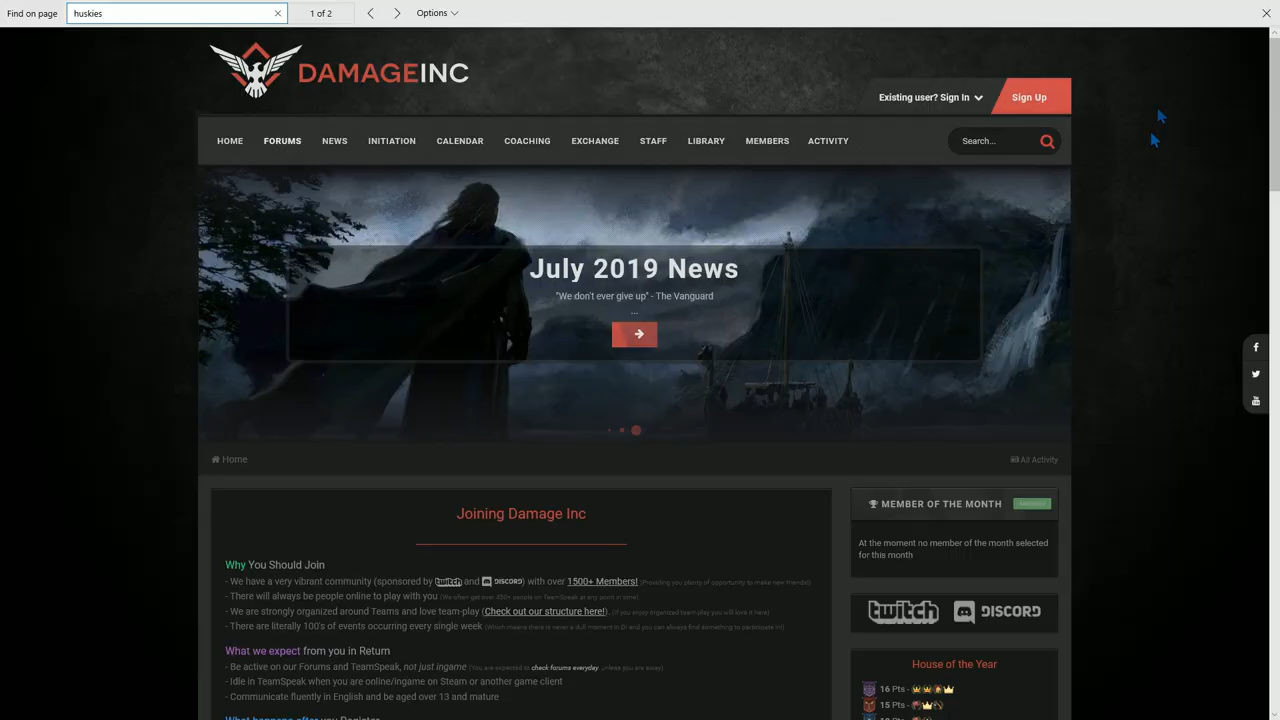 Find on page huskies 1 of 2 Options
DAMAGEINC
Existing user? Sign In Sign Up
HOME FORUMS NEWS INITIATION CALENDAR COACHING EXCHANGE STAFF LIBRARY MEMBERS ACTIVITY Search...
July 2019 News
"We don't ever give up" - The Vanguard
...
Home All Activity
Joining Damage Inc
Why You Should Join
- We have a very vibrant community (sponsored by twitch and DISCORD) with over 1500+ Members! (Providing you plenty of opportunity to make new friends!)
- There will always be people online to play with you (We often get over 430+ people on TeamSpeak at any point in time)
- We are strongly organized around Teams and love team-play (Check out our structure here!). (If you enjoy organized team-play you will love it here)
- There are literally 100's of events occurring every single week (Which means there is never a dull moment in DI and you can always find something to participate in!)
What we expect from you in Return
- Be active on our Forums and TeamSpeak, not just ingame (You are expected to check forums everyday, unless you are away)
- Idle in TeamSpeak when you are online/ingame on Steam or another game client
- Communicate fluently in English and be aged over 13 and mature
What happens after you Register
MEMBER OF THE MONTH
At the moment no member of the month selected
for this month
twitch DISCORD
House of the Year
16 Pts -
15 Pts -